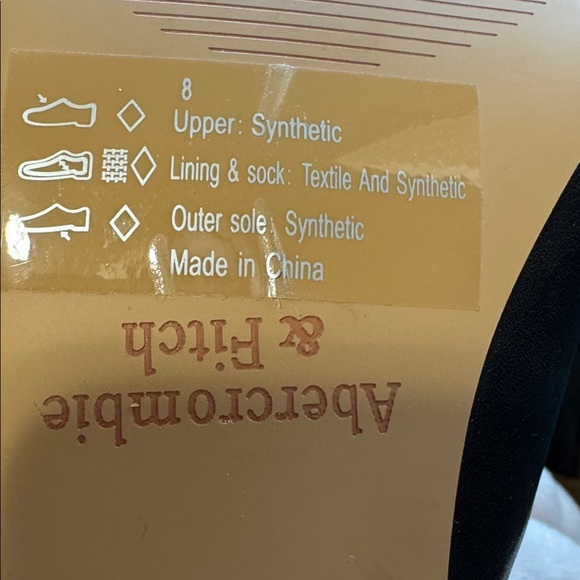 8
Upper: Synthetic
Lining & sock: Textile And Synthetic
Outer sole: Synthetic
Made in China
Abercrombie
& Fitch